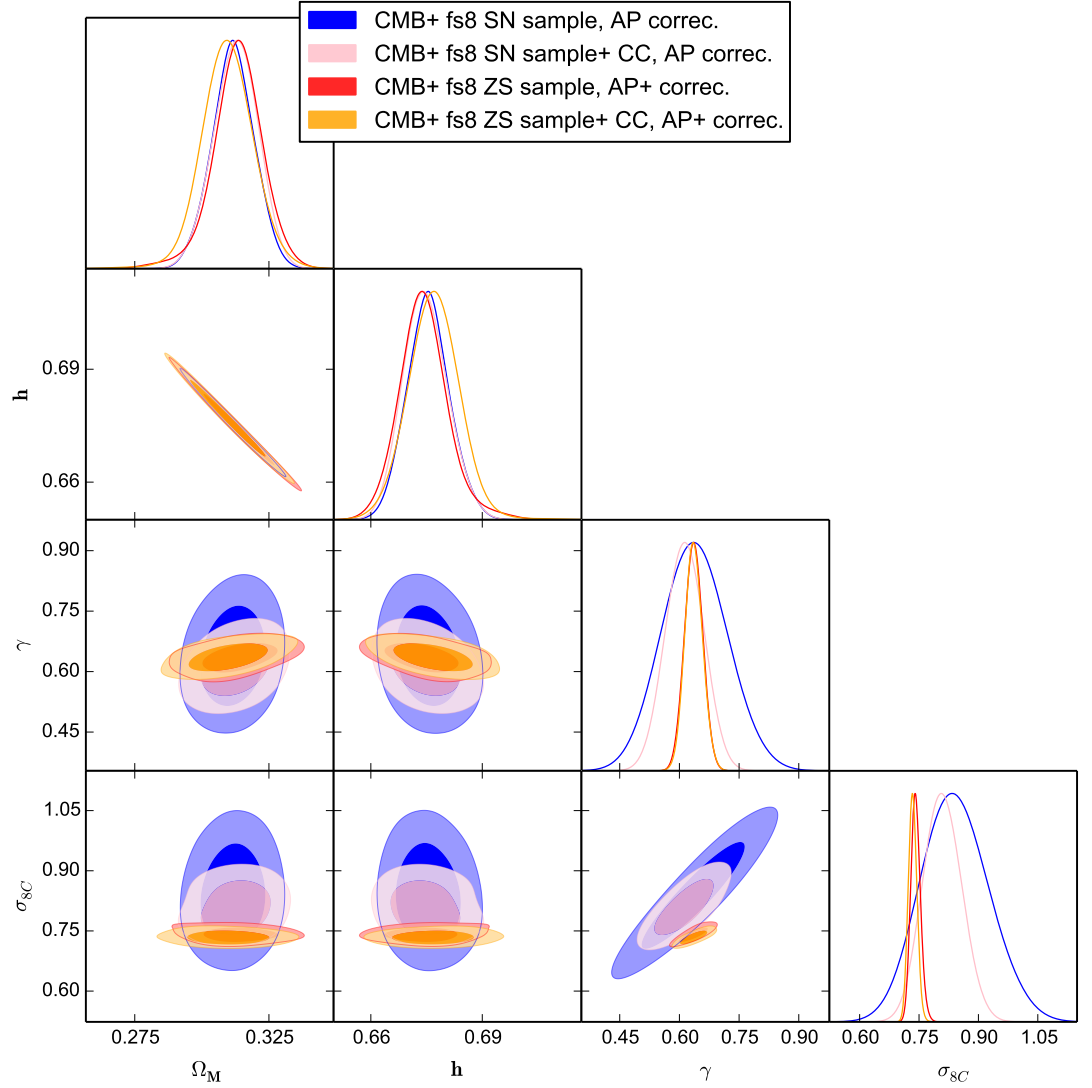 CMB+ fs8 SN sample, AP correc.
CMB+ fs8 SN sample+ CC, AP correc.
CMB+ fs8 ZS sample, AP+ correc.
CMB+ fs8 ZS sample+ CC, AP+ correc.
h
0.69
0.66
γ
0.90
0.75
0.60
0.45
σ8C
1.05
0.90
0.75
0.60
0.275 0.325 0.66 0.69 0.45 0.60 0.75 0.90 0.60 0.75 0.90 1.05
ΩM h γ σ8C